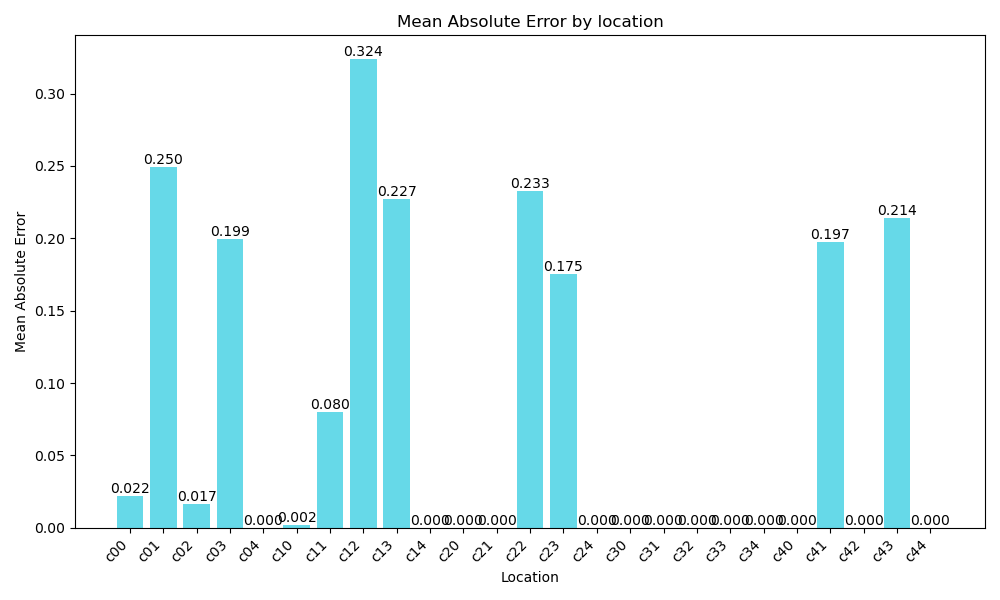 Mean Absolute Error by location
Mean Absolute Error
0.30
0.25
0.20
0.15
0.10
0.05
0.00
0.022
0.250
0.017
0.199
0.000
0.002
0.080
0.324
0.227
0.000
0.000
0.000
0.233
0.175
0.000
0.000
0.000
0.000
0.000
0.000
0.000
0.197
0.000
0.214
0.000
c00
c01
c02
c03
c04
c10
c11
c12
c13
c14
c20
c21
c22
c23
c24
c30
c31
c32
c33
c34
c40
c41
c42
c43
c44
Location